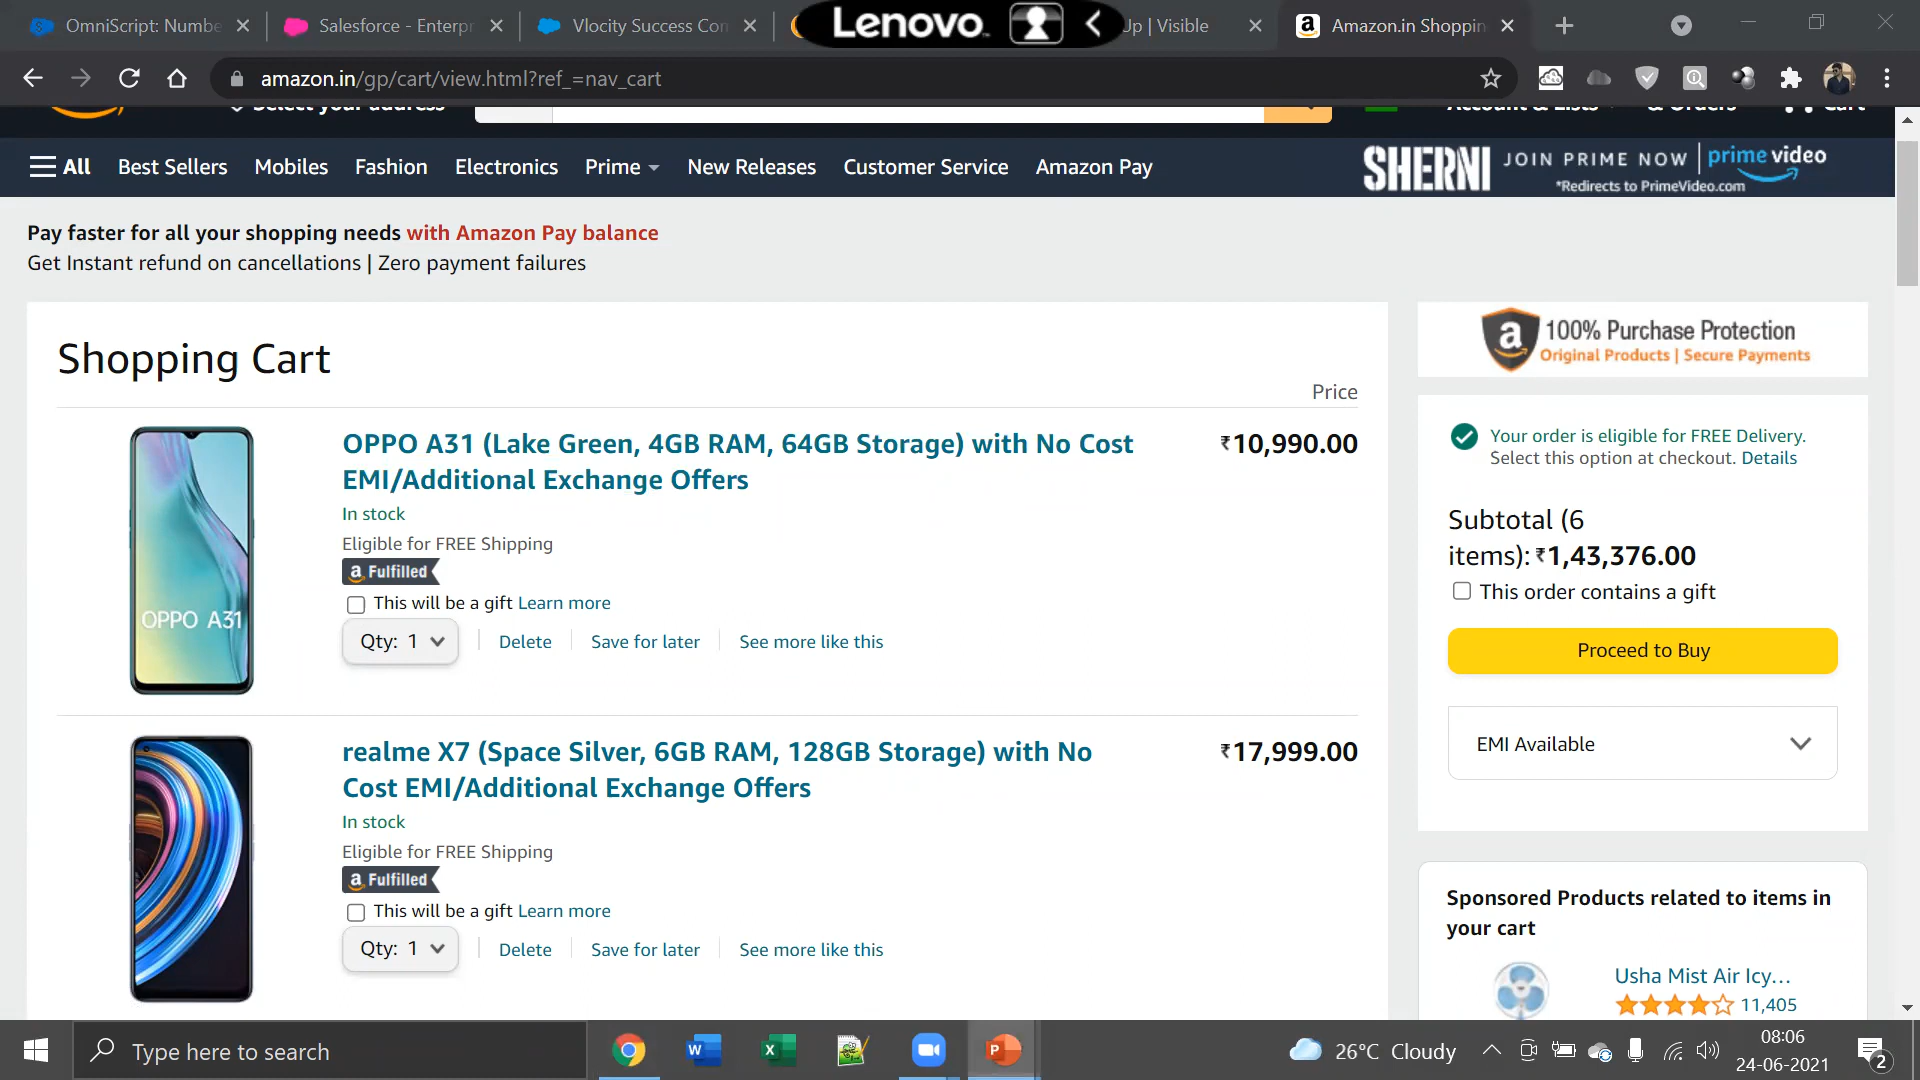 OmniScript: Numbe
Salesforce - Enterpr
Vlocity Success Con
Lenovo
Up | Visible
Amazon.in Shoppin
amazon.in/gp/cart/view.html?ref_=nav_cart
Select your address
Account & Lists
& Orders
Cart
All
Best Sellers
Mobiles
Fashion
Electronics
Prime
New Releases
Customer Service
Amazon Pay
SHERNI
JOIN PRIME NOW
prime video
*Redirects to PrimeVideo.com
Pay faster for all your shopping needs with Amazon Pay balance
Get Instant refund on cancellations | Zero payment failures
Shopping Cart
Price
OPPO A31 (Lake Green, 4GB RAM, 64GB Storage) with No Cost
EMI/Additional Exchange Offers
₹10,990.00
In stock
Eligible for FREE Shipping
a Fulfilled
This will be a gift Learn more
Qty: 1
Delete
Save for later
See more like this
OPPO A31
realme X7 (Space Silver, 6GB RAM, 128GB Storage) with No
Cost EMI/Additional Exchange Offers
₹17,999.00
In stock
Eligible for FREE Shipping
a Fulfilled
This will be a gift Learn more
Qty: 1
Delete
Save for later
See more like this
a
100% Purchase Protection
Original Products | Secure Payments
Your order is eligible for FREE Delivery.
Select this option at checkout. Details
Subtotal (6
items): ₹1,43,376.00
This order contains a gift
Proceed to Buy
EMI Available
Sponsored Products related to items in
your cart
Usha Mist Air Icy...
11,405
Type here to search
26°C Cloudy
08:06
24-06-2021
2